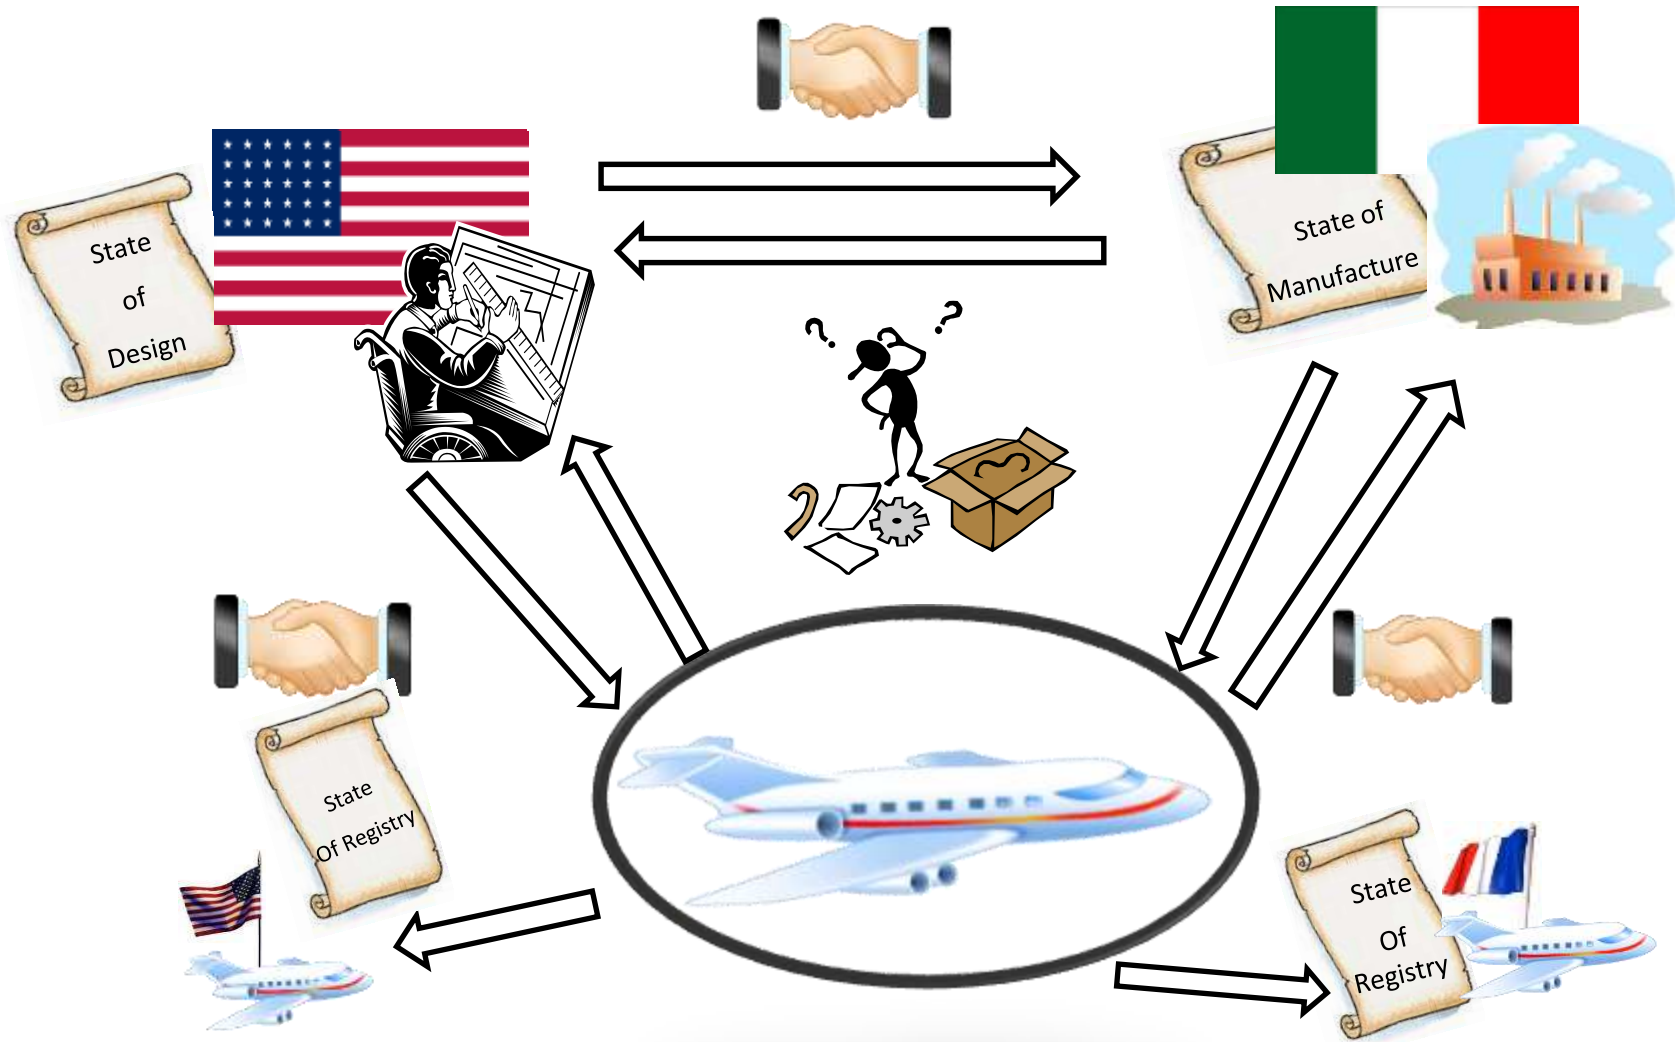 State
of
Design
State of
Manufacture
?
?
State
Of Registry
State
Of
Registry